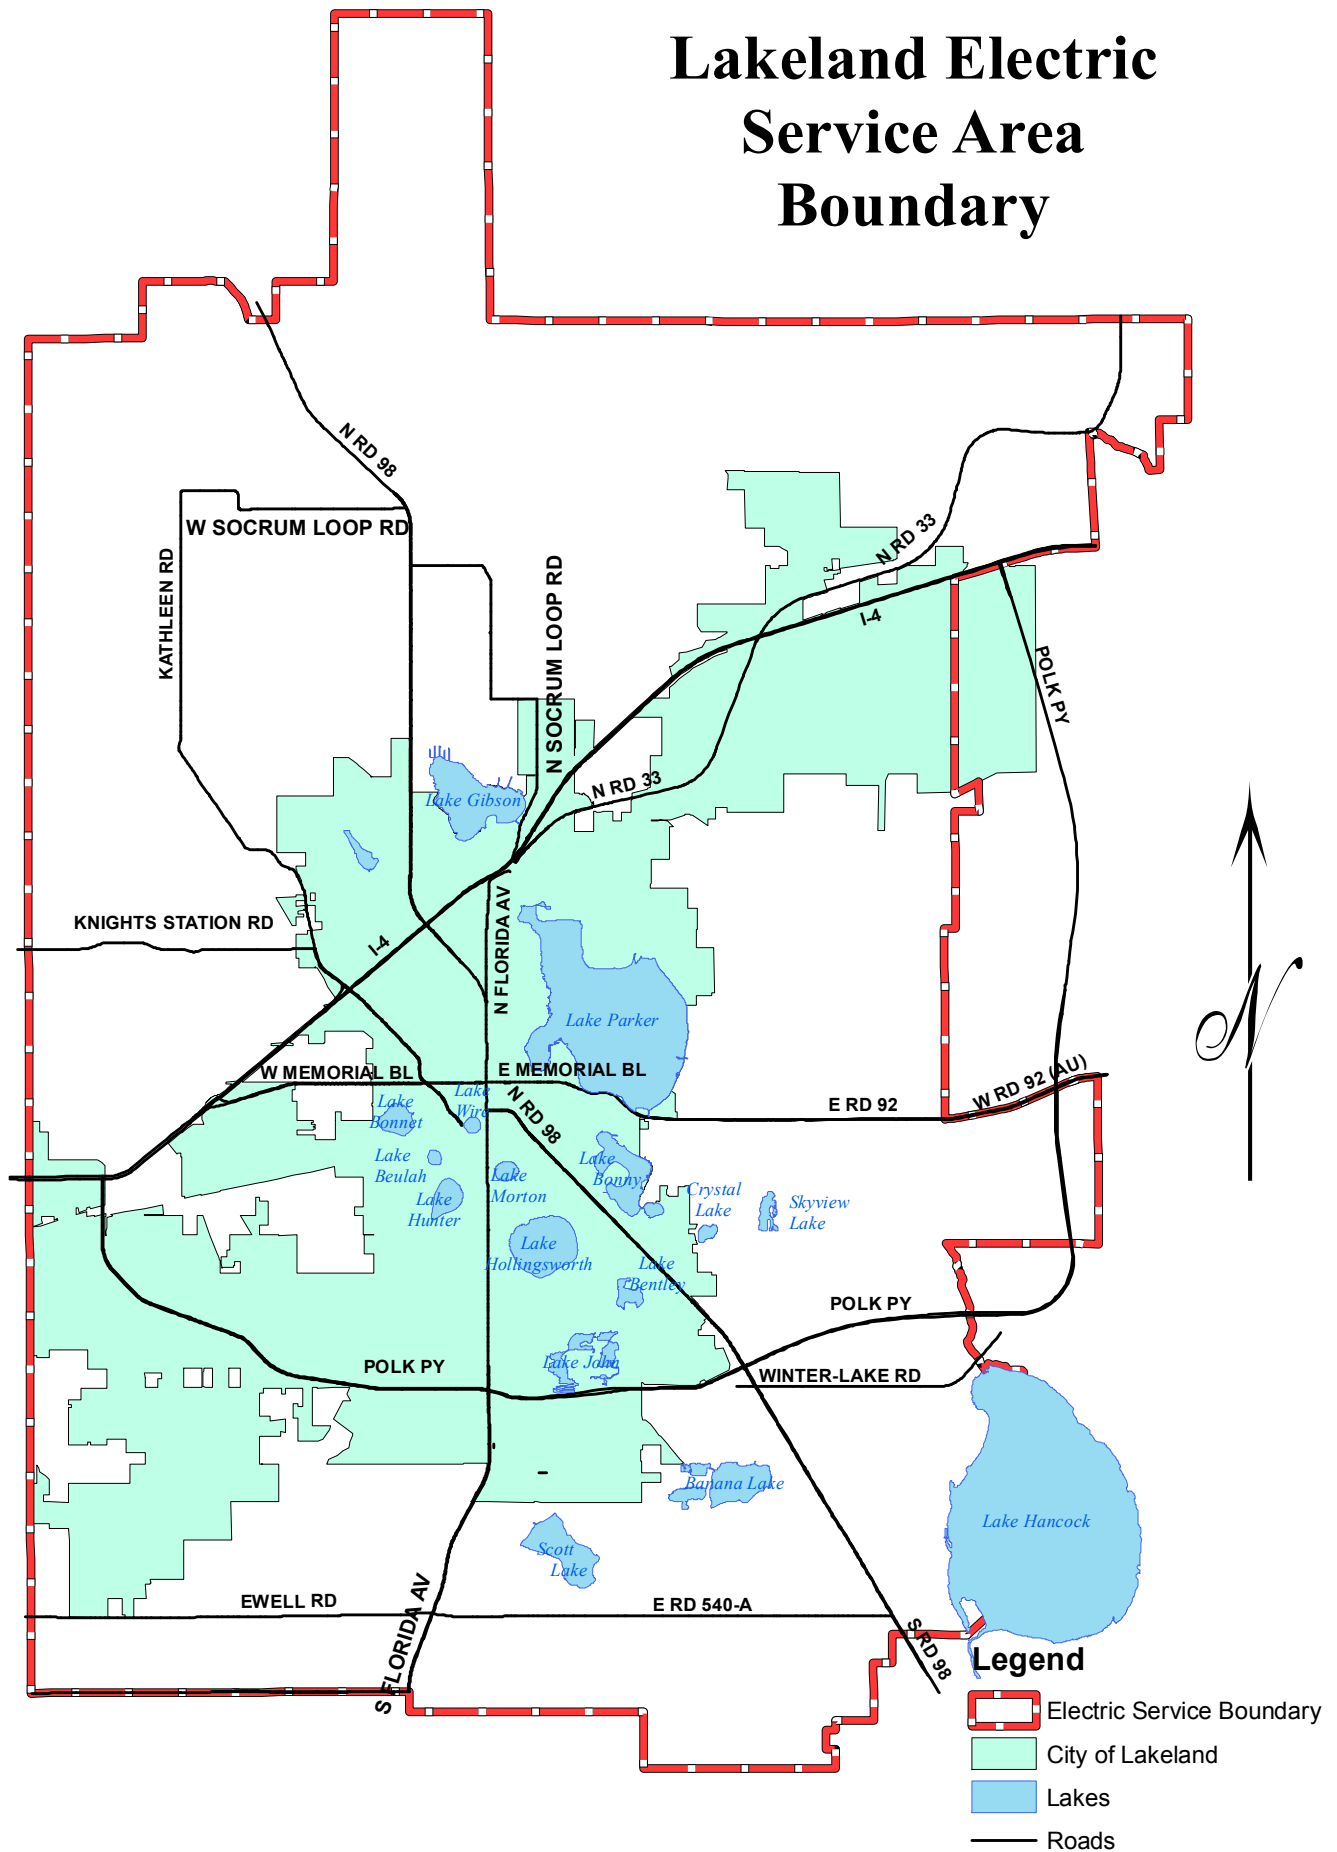 Lakeland Electric
Service Area
Boundary
N RD 98
W SOCRUM LOOP RD
KATHLEEN RD
N SOCRUM LOOP RD
N RD 33
I-4
POLK PY
N RD 33
Lake Gibson
KNIGHTS STATION RD
I-4
N FLORIDA AV
Lake Parker
W MEMORIAL BL
E MEMORIAL BL
W RD 92 (AU)
E RD 92
Lake
Wire
N RD 98
Lake
Bonnet
Lake
Beulah
Lake
Hunter
Lake
Morton
Lake
Bonny
Crystal
Lake
Skyview
Lake
Lake
Hollingsworth
Lake
Bentley
POLK PY
Lake John
POLK PY
WINTER-LAKE RD
Banana Lake
Lake Hancock
Scott
Lake
EWELL RD
E RD 540-A
S FLORIDA AV
S RD 98
N
Legend
Electric Service Boundary
City of Lakeland
Lakes
Roads